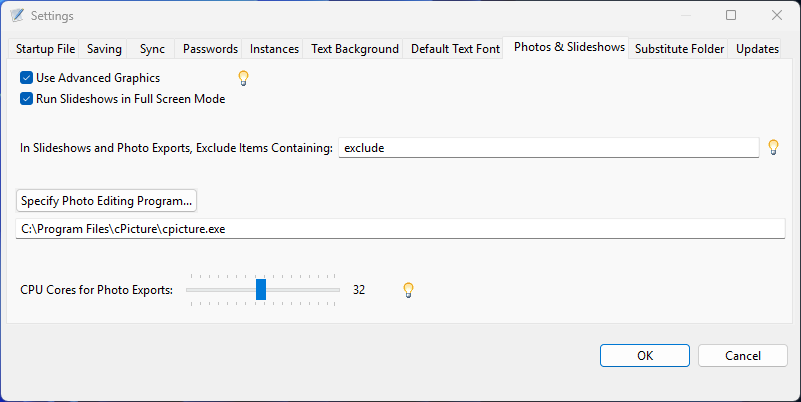 Settings
Startup File Saving Sync Passwords Instances Text Background Default Text Font Photos & Slideshows Substitute Folder Updates
Use Advanced Graphics
Run Slideshows in Full Screen Mode
In Slideshows and Photo Exports, Exclude Items Containing: exclude
Specify Photo Editing Program...
C:\Program Files\cPicture\cpicture.exe
CPU Cores for Photo Exports: 32
OK Cancel